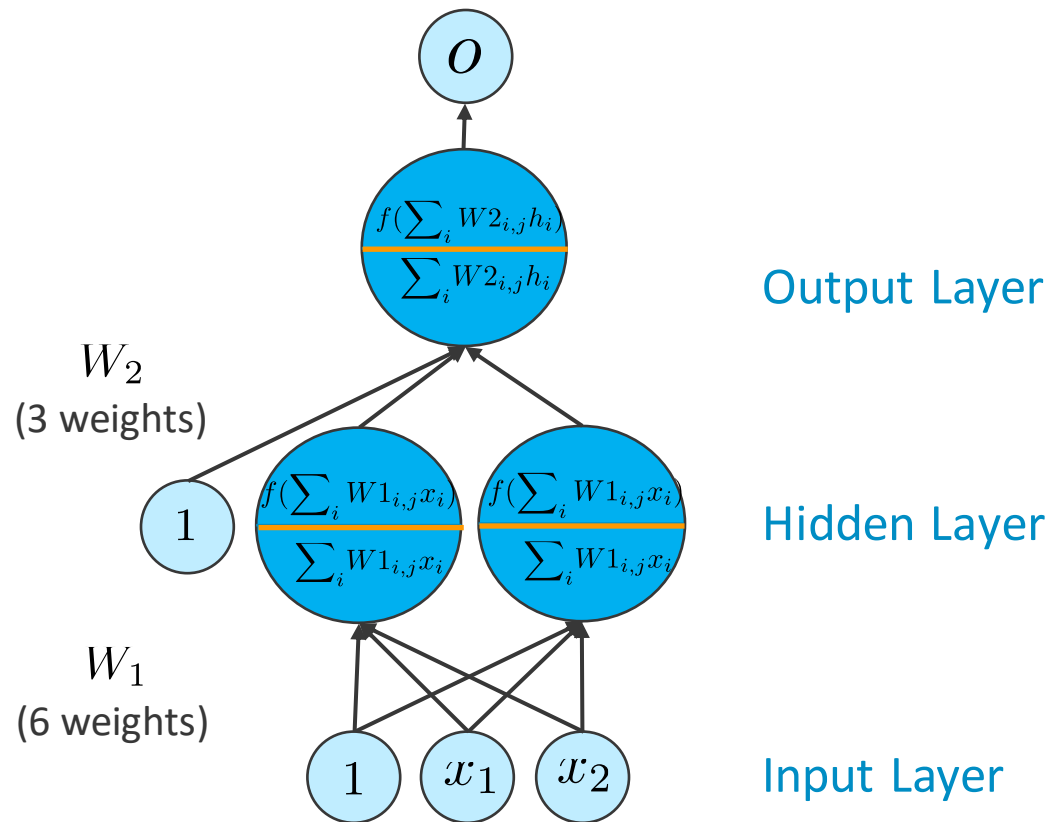 o
f(∑_i W2_{i,j} h_i)
∑_i W2_{i,j} h_i
Output Layer
W_2
(3 weights)
1
f(∑_i W1_{i,j} x_i)
∑_i W1_{i,j} x_i
f(∑_i W1_{i,j} x_i)
∑_i W1_{i,j} x_i
Hidden Layer
W_1
(6 weights)
1
x_1
x_2
Input Layer